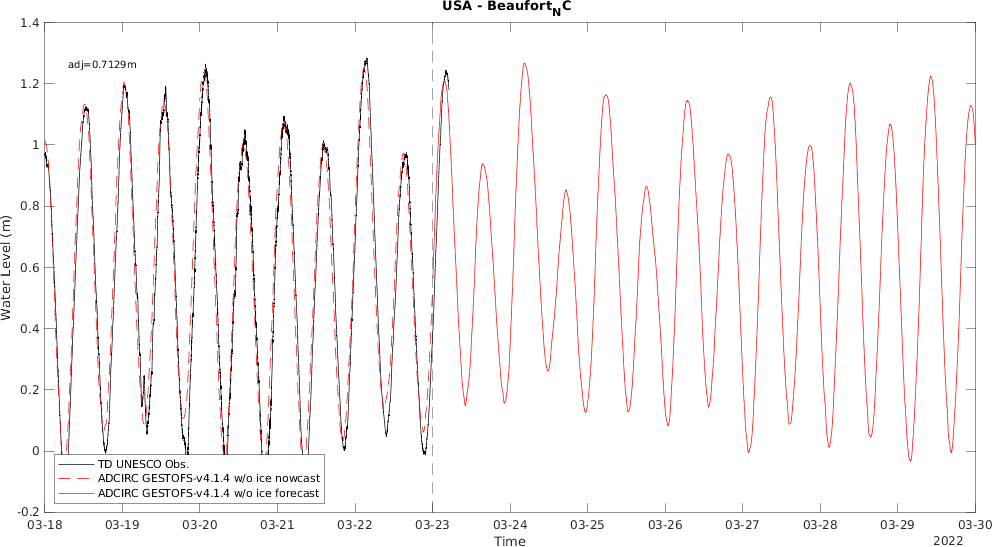 USA - Beaufort_NC
1.4
adj=0.7129m
1.2
1
0.8
0.6
0.4
0.2
0
-0.2
Water Level (m)
TD UNESCO Obs.
ADCIRC GESTOFS-v4.1.4 w/o ice nowcast
ADCIRC GESTOFS-v4.1.4 w/o ice forecast
03-18 03-19 03-20 03-21 03-22 03-23 03-24 03-25 03-26 03-27 03-28 03-29 03-30
Time
2022